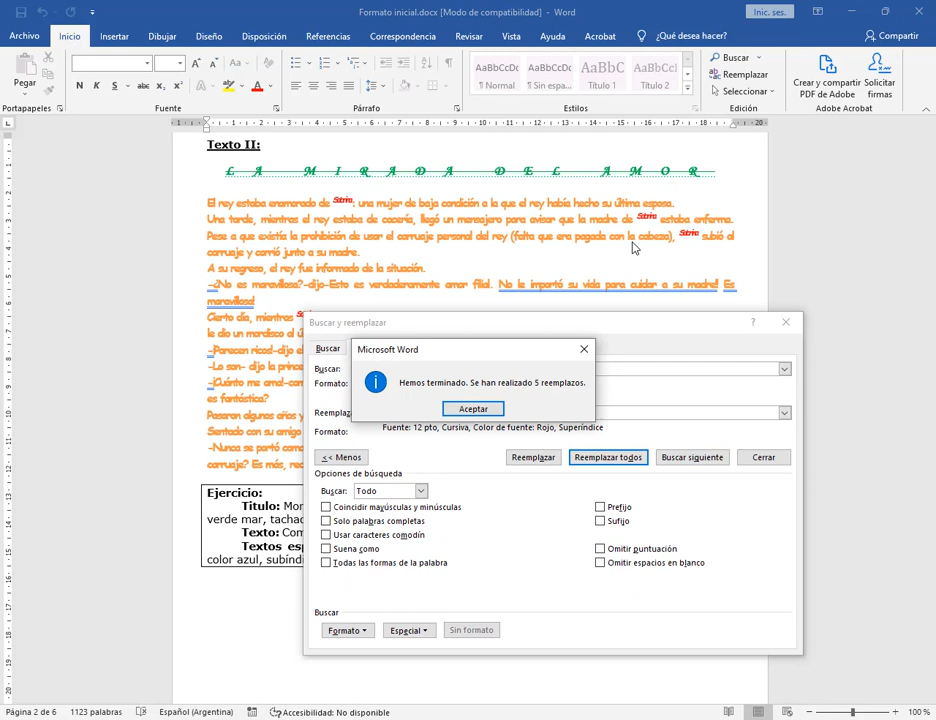 Formato inicial.docx [Modo de compatibilidad] - Word
Inic. ses.
Archivo Inicio Insertar Dibujar Diseño Disposición Referencias Correspondencia Revisar Vista Ayuda Acrobat ¿Qué desea hacer? Compartir
Pegar
N K S abc x₂ x²
Aa
AaBbCcDc AaBbCcDc AaBbC AaBbCcI
¶ Normal ¶ Sin espa... Título 1 Título 2
Buscar
Reemplazar
Seleccionar
Crear y compartir PDF de Adobe
Solicitar firmas
Portapapeles Fuente Párrafo Estilos Edición Adobe Acrobat
Texto II:
LA MIRADA DEL AMOR
El rey estaba enamorado de Sabrina: una mujer de baja condición a la que el rey había hecho su última esposa.
Una tarde, mientras el rey estaba de cacería, llegó un mensajero para avisar que la madre de Sabrina estaba enferma.
Pese a que existía la prohibición de usar el carruaje personal del rey (falta que era pagada con la cabeza), Sabrina subió al
carruaje y corrió junto a su madre.
A su regreso, el rey fue informado de la situación.
-¿No es maravillosa?-dijo-Esto es verdaderamente amor filial. No le importó su vida para cuidar a su madre! Es
maravillosa!
Cierto día, mientras
le dio un mordisco al ú
-¡Parecen ricos!-dijo el
-Lo son- dijo la prince
-¡Cuánto me ama!-com
es fantástica?
Pasaron algunos años y
Sentado con su amigo
-Nunca se portó como
carruaje? Es más, rec
Ejercicio:
Titulo: Mon
verde mar, tachad
Texto: Com
Textos esp
color azul, subíndi
Buscar y reemplazar
Buscar
Buscar:
Formato:
Reemplaz
Formato: Fuente: 12 pto, Cursiva, Color de fuente: Rojo, Superíndice
Microsoft Word
Hemos terminado. Se han realizado 5 reemplazos.
Aceptar
<< Menos Reemplazar Reemplazar todos Buscar siguiente Cerrar
Opciones de búsqueda
Buscar: Todo
Coincidir mayúsculas y minúsculas
Solo palabras completas
Usar caracteres comodín
Suena como
Todas las formas de la palabra
Prefijo
Sufijo
Omitir puntuación
Omitir espacios en blanco
Buscar
Formato Especial Sin formato
Página 2 de 6 1123 palabras Español (Argentina) Accesibilidad: No disponible 100 %